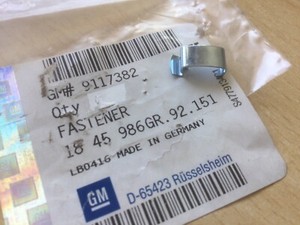 GM# 9117382
Qty
FASTENER
18 45 986GR.92.151
LB0416 MADE IN GERMANY
GM
D-65423 Rüsselsheim